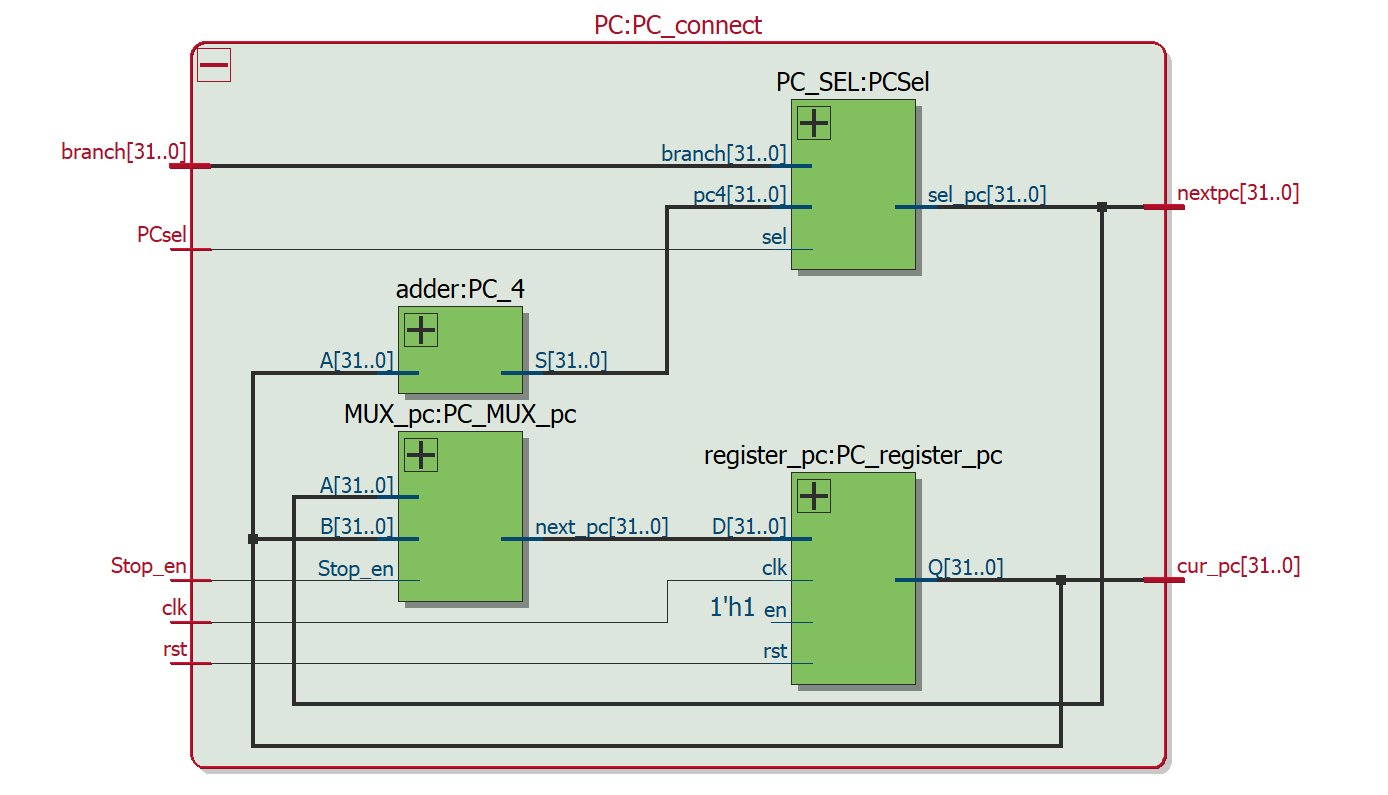 PC:PC_connect
PC_SEL:PCSel
branch[31..0]
branch[31..0]
pc4[31..0]
sel_pc[31..0]
nextpc[31..0]
PCsel
sel
adder:PC_4
A[31..0]
S[31..0]
MUX_pc:PC_MUX_pc
register_pc:PC_register_pc
A[31..0]
B[31..0]
next_pc[31..0]
D[31..0]
Stop_en
Stop_en
clk
Q[31..0]
cur_pc[31..0]
clk
1'h1
en
rst
rst